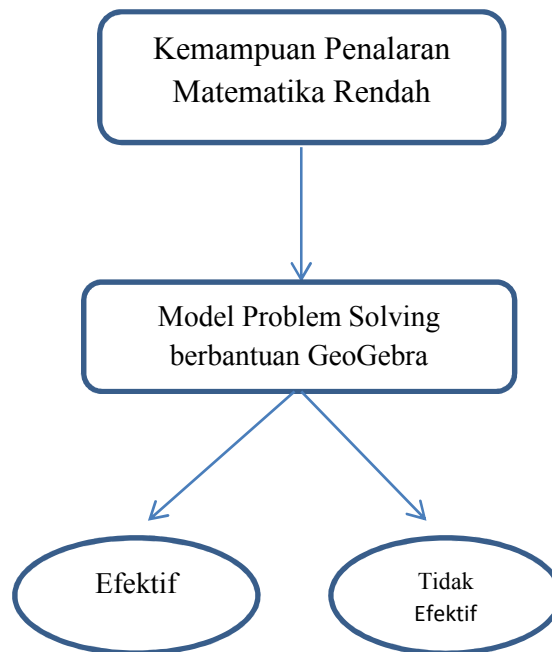 Kemampuan Penalaran
Matematika Rendah
Model Problem Solving
berbantuan GeoGebra
Efektif
Tidak
Efektif